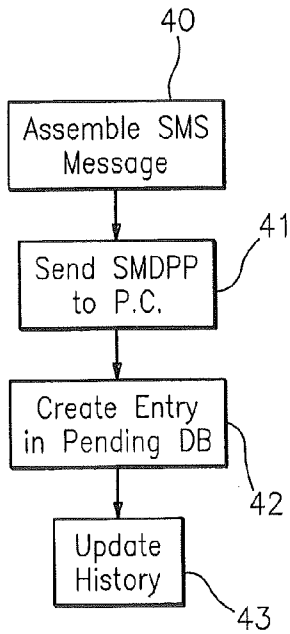 40
Assemble SMS
Message
41
Send SMDPP
to P.C.
Create Entry
in Pending DB
42
Update
History
43